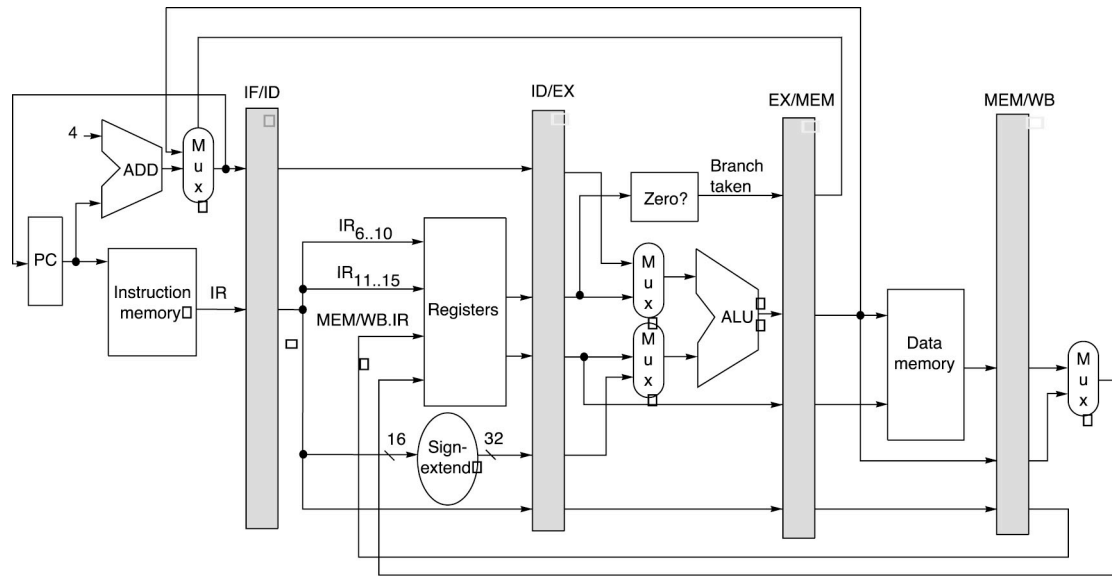 IF/ID
ID/EX
EX/MEM
MEM/WB
4
ADD
M
u
x
Branch
taken
Zero?
PC
Instruction
memory
IR
IR6..10
IR11..15
MEM/WB.IR
Registers
M
u
x
M
u
x
ALU
Data
memory
M
u
x
16
Sign-
extend
32